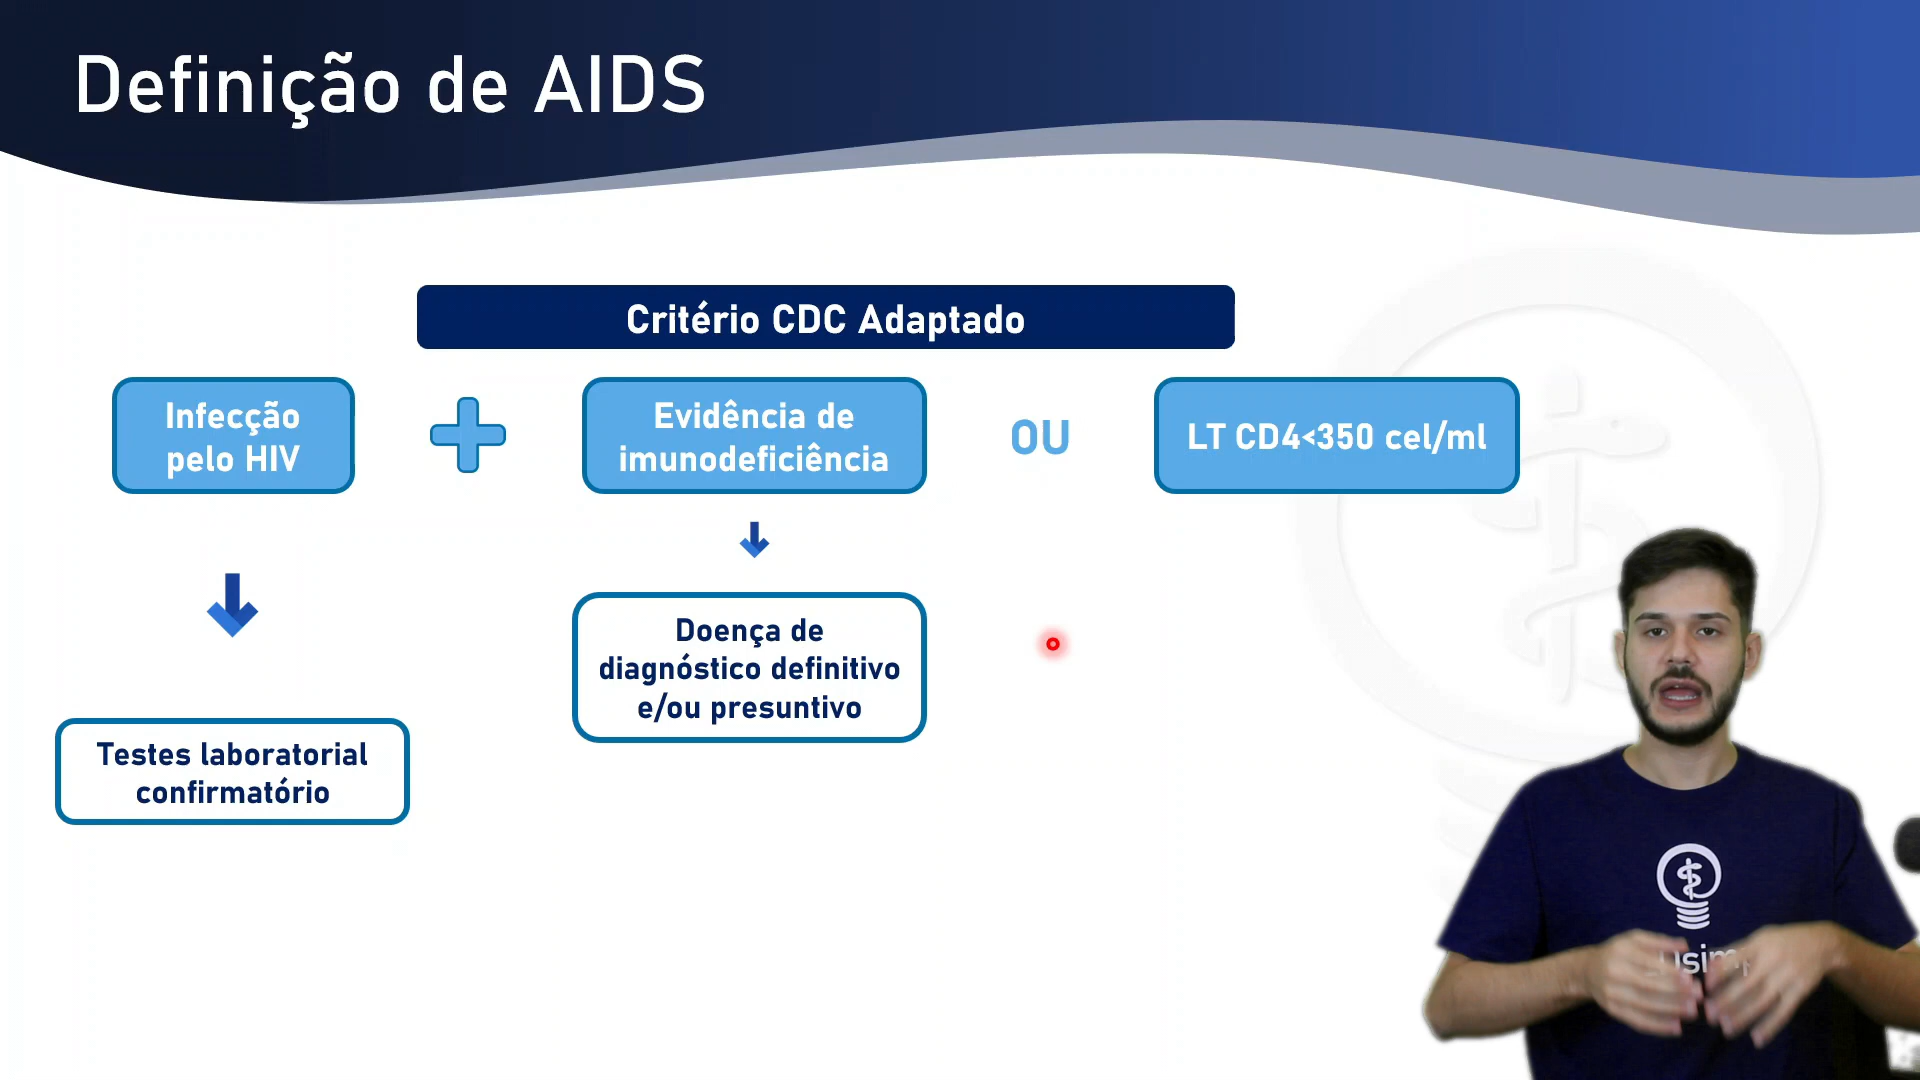 Definição de AIDS
Critério CDC Adaptado
Infecção
pelo HIV
Evidência de
imunodeficiência
OU
LT CD4<350 cel/ml
Doença de
diagnóstico definitivo
e/ou presuntivo
Testes laboratorial
confirmatório